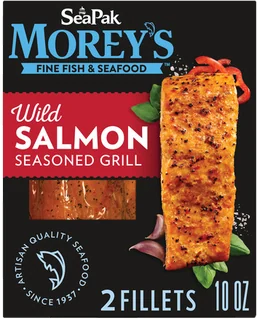 SeaPak
MOREY'S
FINE FISH & SEAFOOD
Wild
SALMON
SEASONED GRILL
• ARTISAN QUALITY SEAFOOD •
SINCE 1937
2 FILLETS 10 OZ